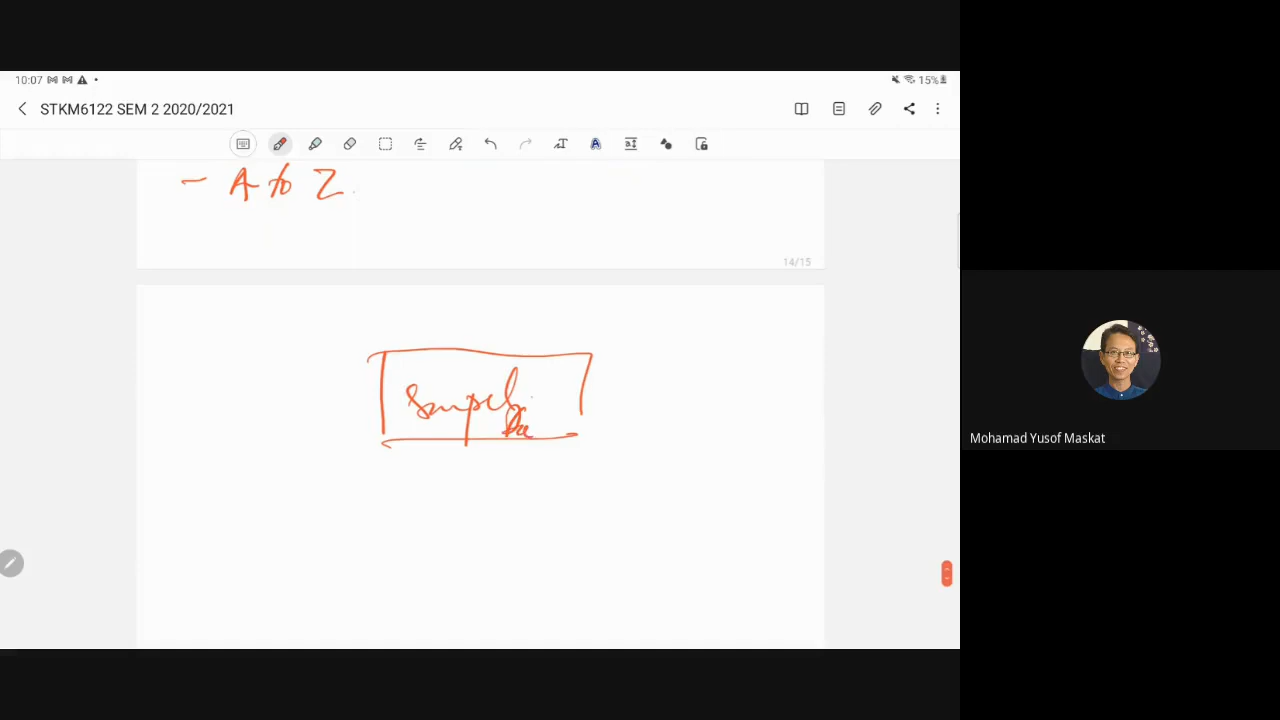 10:07
15%
STKM6122 SEM 2 2020/2021
- A to Z
14/15
Sampel
Mohamad Yusof Maskat